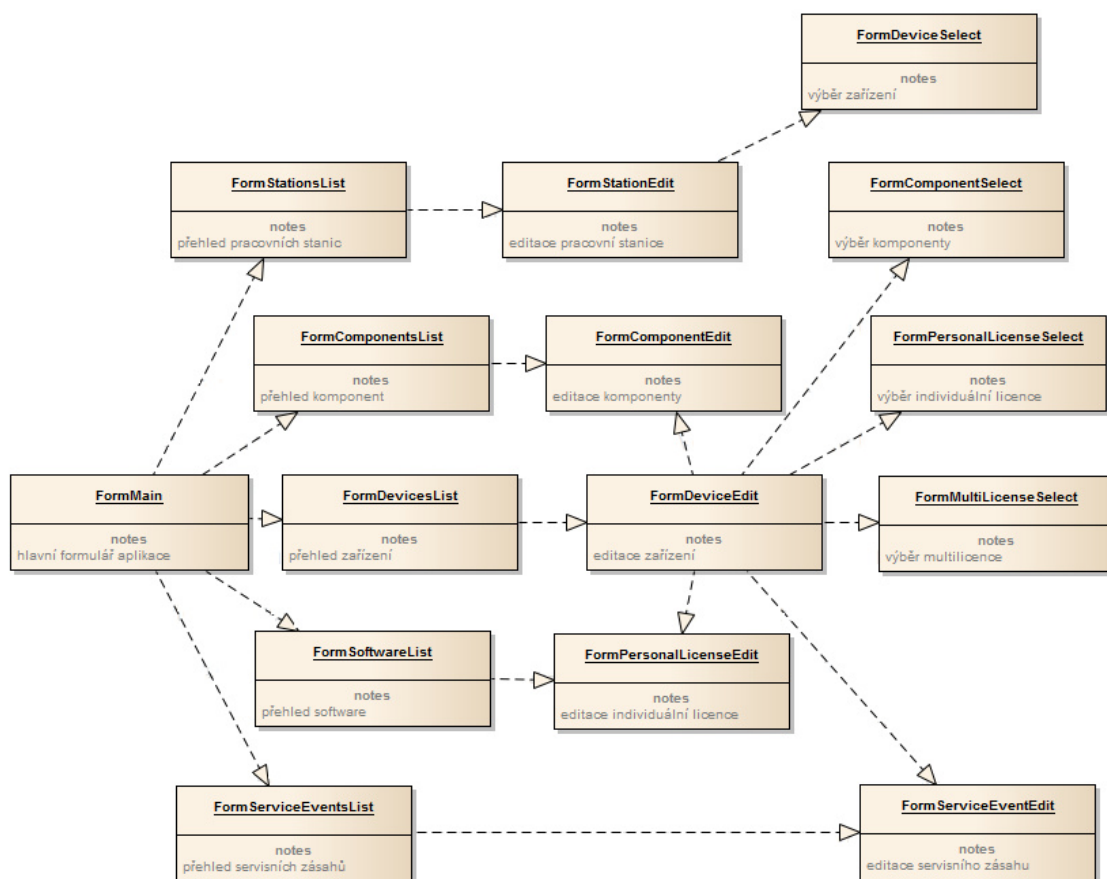 FormDeviceSelect
notes
výběr zařízení
FormStationsList
notes
přehled pracovních stanic
FormStationEdit
notes
editace pracovní stanice
FormComponentSelect
notes
výběr komponenty
FormComponentsList
notes
přehled komponent
FormComponentEdit
notes
editace komponenty
FormPersonalLicenseSelect
notes
výběr individuální licence
FormMain
notes
hlavní formulář aplikace
FormDevicesList
notes
přehled zařízení
FormDeviceEdit
notes
editace zařízení
FormMultiLicenseSelect
notes
výběr multilicence
FormSoftwareList
notes
přehled software
FormPersonalLicenseEdit
notes
editace individuální licence
FormServiceEventsList
notes
přehled servisních zásahů
FormServiceEventEdit
notes
editace servisního zásahu